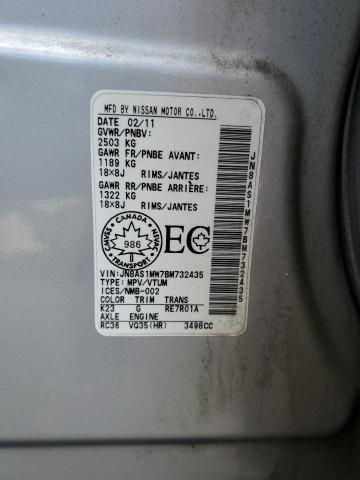 MFD BY NISSAN MOTOR CO.,LTD.
DATE 02/11
GVWR/PNBV:
2503 KG
GAWR FR/PNBE AVANT:
1189 KG
18×8J RIMS/JANTES
GAWR RR/PNBE ARRIÈRE:
1322 KG
18×8J RIMS/JANTES
CANADA
CMVSS 986 NSVAC
TRANSPORT
EC
VIN:JN8AS1MW7BM732435
TYPE: MPV/VTUM
ICES/NMB-002
COLOR TRIM TRANS
K23 G RE7R01A
AXLE ENGINE
RC36 VQ35(HR) 3498CC
JN8AS1MW7BM732435